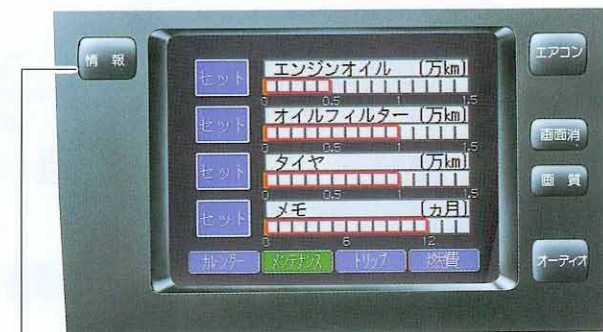 情 報
エアコン
画面消
画 質
オーディオ
セット エンジンオイル (万km)
0 0.5 1 1.5
セット オイルフィルター (万km)
0 0.5 1 1.5
セット タイヤ (万km)
0 0.5 1 1.5
セット メモ (ヵ月)
0 6 12
カレンダー メンテナンス トリップ 燃費